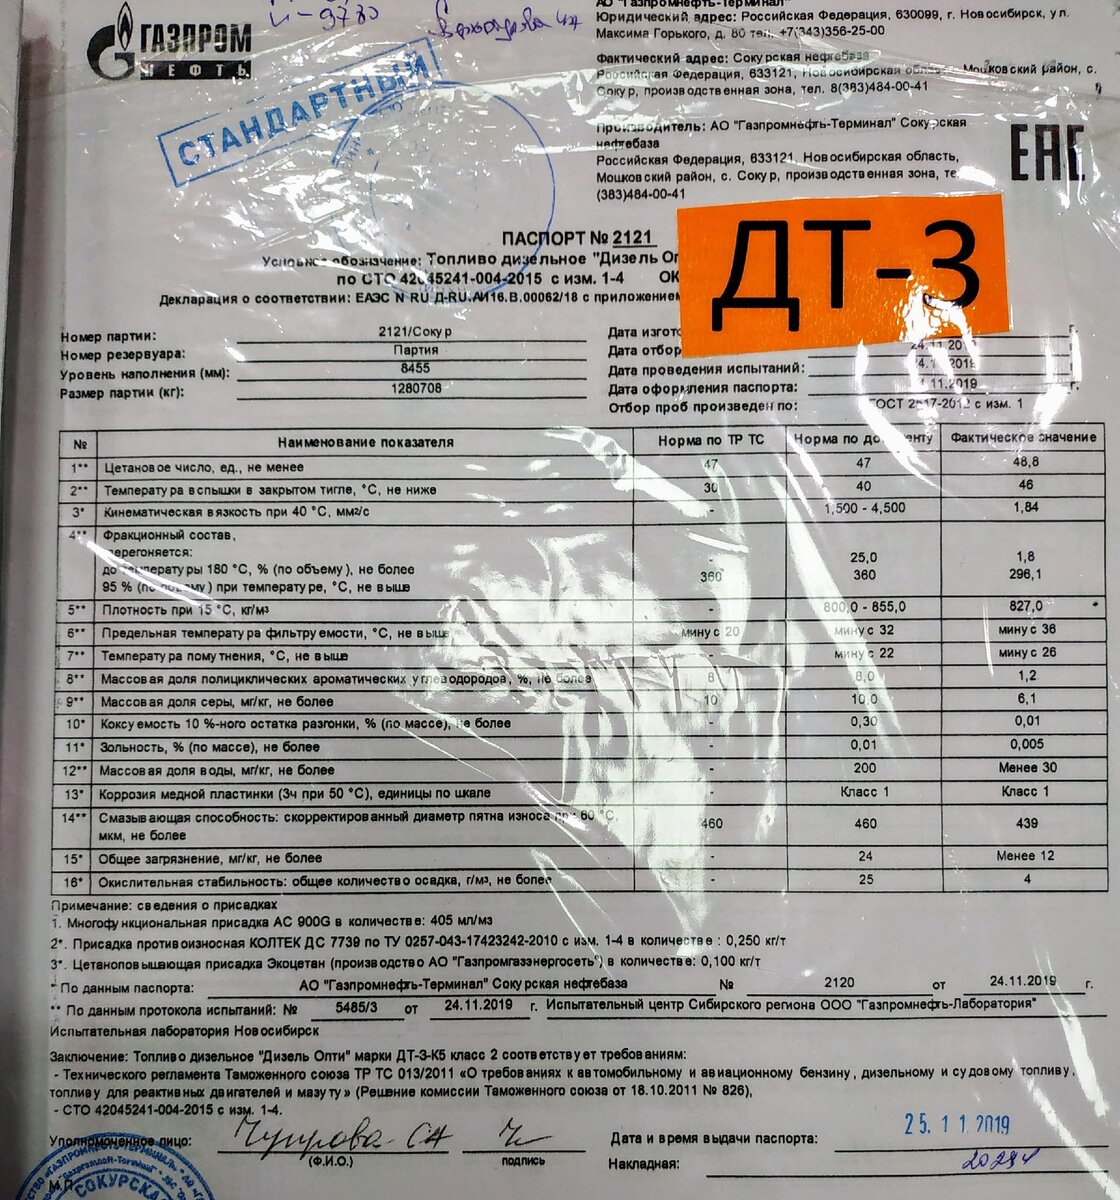 ГАЗПРОМ
НЕФТЬ
СТАНДАРТНЫЙ
АО "Газпромнефть-Терминал"
Юридический адрес: Российская Федерация, 630099, г. Новосибирск, ул.
Максима Горького, д. 80 тел. +7(343)356-25-00
Фактический адрес: Сокурская нефтебаза
Российская Федерация, 633121, Новосибирская область, Мошковский район, с.
Сокур, производственная зона, тел. 8(383)484-00-41
Производитель: АО "Газпромнефть-Терминал" Сокурская
нефтебаза
Российская Федерация, 633121, Новосибирская область,
Мошковский район, с. Сокур, производственная зона, те
(383)484-00-41
ЕАС
ДТ-З
ПАСПОРТ № 2121
Условное обозначение: Топливо дизельное "Дизель Оп
по СТО 42045241-004-2015 с изм. 1-4 ОК
Декларация о соответствии: ЕАЭС N RU Д-RU.АИ16.В.00062/18 с приложением
Номер партии: 2121/Сокур
Номер резервуара: Партия
Уровень наполнения (мм): 8455
Размер партии (кг): 1280708
Дата изгото г.
Дата отбор 24.11.2019
Дата проведения испытаний: 24.11.2019
Дата оформления паспорта: 11.2019 г.
Отбор проб произведен по: ГОСТ 2517-2012 с изм. 1
№ Наименование показателя Норма по ТР ТС Норма по документу Фактическое значение
1** Цетановое число, ед., не менее 47 47 48,8
2** Температура вспышки в закрытом тигле, °С, не ниже 30 40 46
3* Кинематическая вязкость при 40 °С, мм2/с - 1,500 - 4,500 1,84
4** Фракционный состав,
перегоняется:
до температуры 180 °С, % (по объему), не более - 25,0 1,8
95 % (по объему) при температуре, °С, не выше 360 360 296,1
5** Плотность при 15 °С, кг/м3 - 800,0 - 855,0 827,0
6** Предельная температура фильтруемости, °С, не выше минус 20 минус 32 минус 36
7** Температура помутнения, °С, не выше - минус 22 минус 26
8** Массовая доля полициклических ароматических углеводородов, %, не более 8 8,0 1,2
9** Массовая доля серы, мг/кг, не более 10 10,0 6,1
10* Коксуемость 10 %-ного остатка разгонки, % (по массе), не более - 0,30 0,01
11* Зольность, % (по массе), не более - 0,01 0,005
12** Массовая доля воды, мг/кг, не более - 200 Менее 30
13* Коррозия медной пластинки (3ч при 50 °С), единицы по шкале - Класс 1 Класс 1
14** Смазывающая способность: скорректированный диаметр пятна износа при 60 °С,
мкм, не более 460 460 439
15* Общее загрязнение, мг/кг, не более - 24 Менее 12
16* Окислительная стабильность: общее количество осадка, г/м3, не более - 25 4
Примечание: сведения о присадках
1. Многофункциональная присадка АС 900G в количестве: 405 мл/м3
2*. Присадка противоизносная КОЛТЕК ДС 7739 по ТУ 0257-043-17423242-2010 с изм. 1-4 в количестве : 0,250 кг/т
3*. Цетаноповышающая присадка Экоцетан (производство АО "Газпромгазэнергосеть") в количестве: 0,100 кг/т
* По данным паспорта: АО "Газпромнефть-Терминал" Сокурская нефтебаза № 2120 от 24.11.2019 г.
** По данным протокола испытаний: № 5485/3 от 24.11.2019 г. Испытательный центр Сибирского региона ООО "Газпромнефть-Лаборатория"
Испытательная лаборатория Новосибирск
Заключение: Топливо дизельное "Дизель Опти" марки ДТ-З-К5 класс 2 соответствует требованиям:
- Технического регламента Таможенного союза ТР ТС 013/2011 «О требованиях к автомобильному и авиационному бензину, дизельному и судовому топливу,
топливу для реактивных двигателей и мазуту» (Решение комиссии Таможенного союза от 18.10.2011 № 826),
- СТО 42045241-004-2015 с изм. 1-4.
Уполномоченное лицо:
(Ф.И.О.) подпись
Дата и время выдачи паспорта: 25.11.2019
Накладная:
М.П.
СОКУРСКАЯ